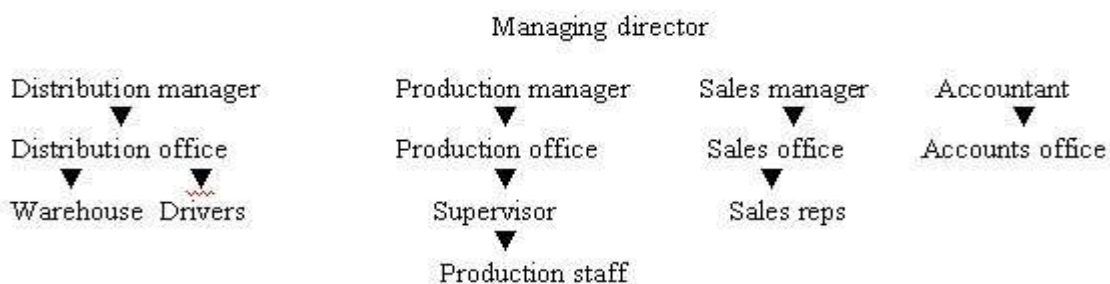 Managing director
Distribution manager Production manager Sales manager Accountant
Distribution office Production office Sales office Accounts office
Warehouse Drivers Supervisor Sales reps
Production staff